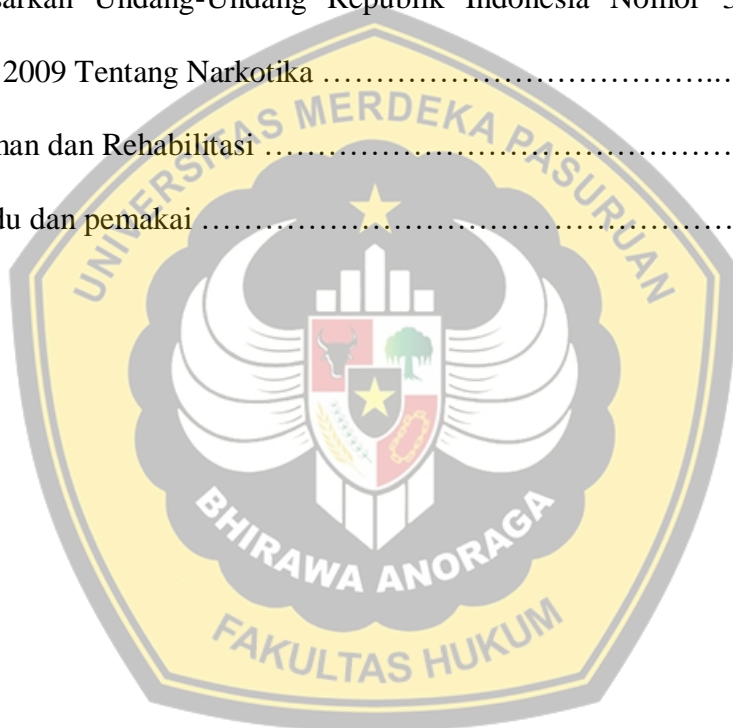 sarkan Undang-Undang Republik Indonesia Nomor 3
2009 Tentang Narkotika ……………………………………..…
nan dan Rehabilitasi ………………………………………
du dan pemakai ……………………………………………
UNIVERSITAS MERDEKA PASURUAN
BHIRAWA ANORAGA
FAKULTAS HUKUM